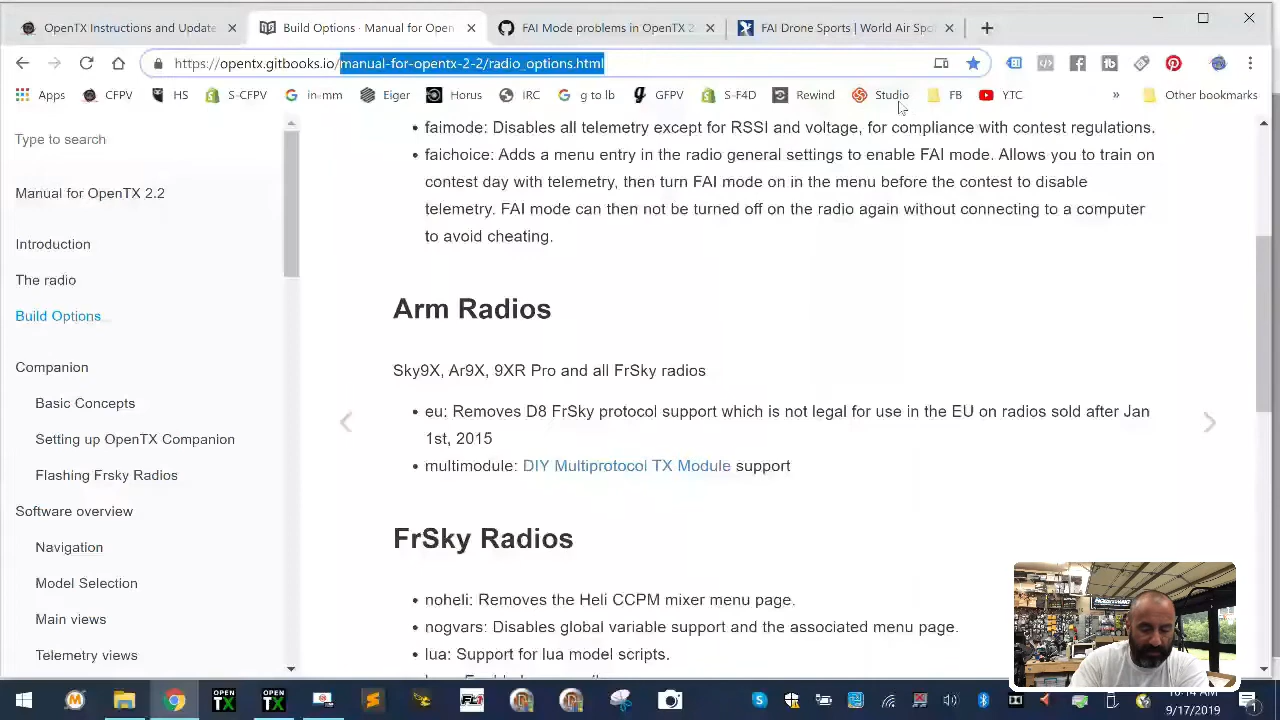 OpenTX Instructions and Update
Build Options · Manual for Open
FAI Mode problems in OpenTX 2.
FAI Drone Sports | World Air Spo
https://opentx.gitbooks.io/manual-for-opentx-2-2/radio_options.html
Apps
CFPV
HS
S-CFPV
in-mm
Eiger
Horus
IRC
g to lb
GFPV
S-F4D
Rewind
Studio
FB
YTC
»
Other bookmarks
Type to search
Manual for OpenTX 2.2
Introduction
The radio
Build Options
Companion
Basic Concepts
Setting up OpenTX Companion
Flashing Frsky Radios
Software overview
Navigation
Model Selection
Main views
Telemetry views
• faimode: Disables all telemetry except for RSSI and voltage, for compliance with contest regulations.
• faichoice: Adds a menu entry in the radio general settings to enable FAI mode. Allows you to train on
contest day with telemetry, then turn FAI mode on in the menu before the contest to disable
telemetry. FAI mode can then not be turned off on the radio again without connecting to a computer
to avoid cheating.
Arm Radios
Sky9X, Ar9X, 9XR Pro and all FrSky radios
• eu: Removes D8 FrSky protocol support which is not legal for use in the EU on radios sold after Jan
1st, 2015
• multimodule: DIY Multiprotocol TX Module support
FrSky Radios
• noheli: Removes the Heli CCPM mixer menu page.
• nogvars: Disables global variable support and the associated menu page.
• lua: Support for lua model scripts.
OPEN
TX
OPEN
TX
10:14 AM
9/17/2019